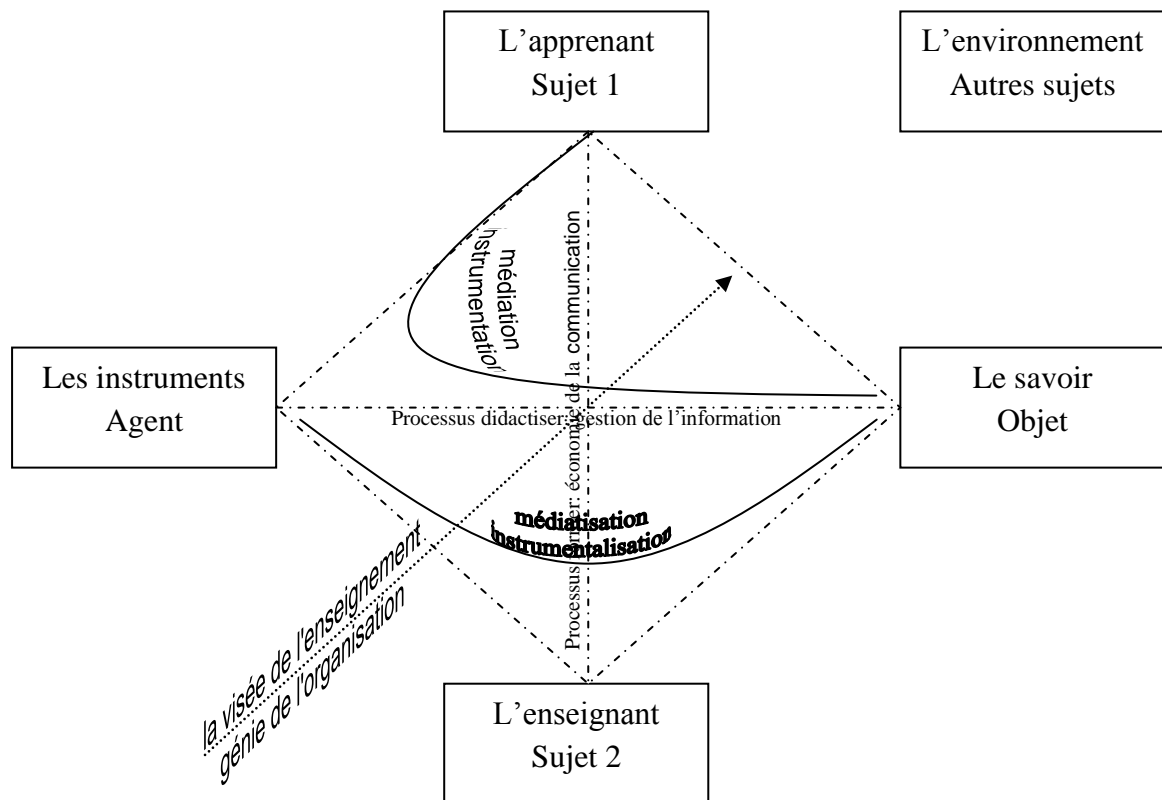 L’apprenant
Sujet 1
L’environnement
Autres sujets
médiation
instrumentation
Processus former: économie de la communication
Les instruments
Agent
Processus didactiser: gestion de l’information
Le savoir
Objet
médiatisation
instrumentalisation
la visée de l'enseignement
génie de l'organisation
L’enseignant
Sujet 2